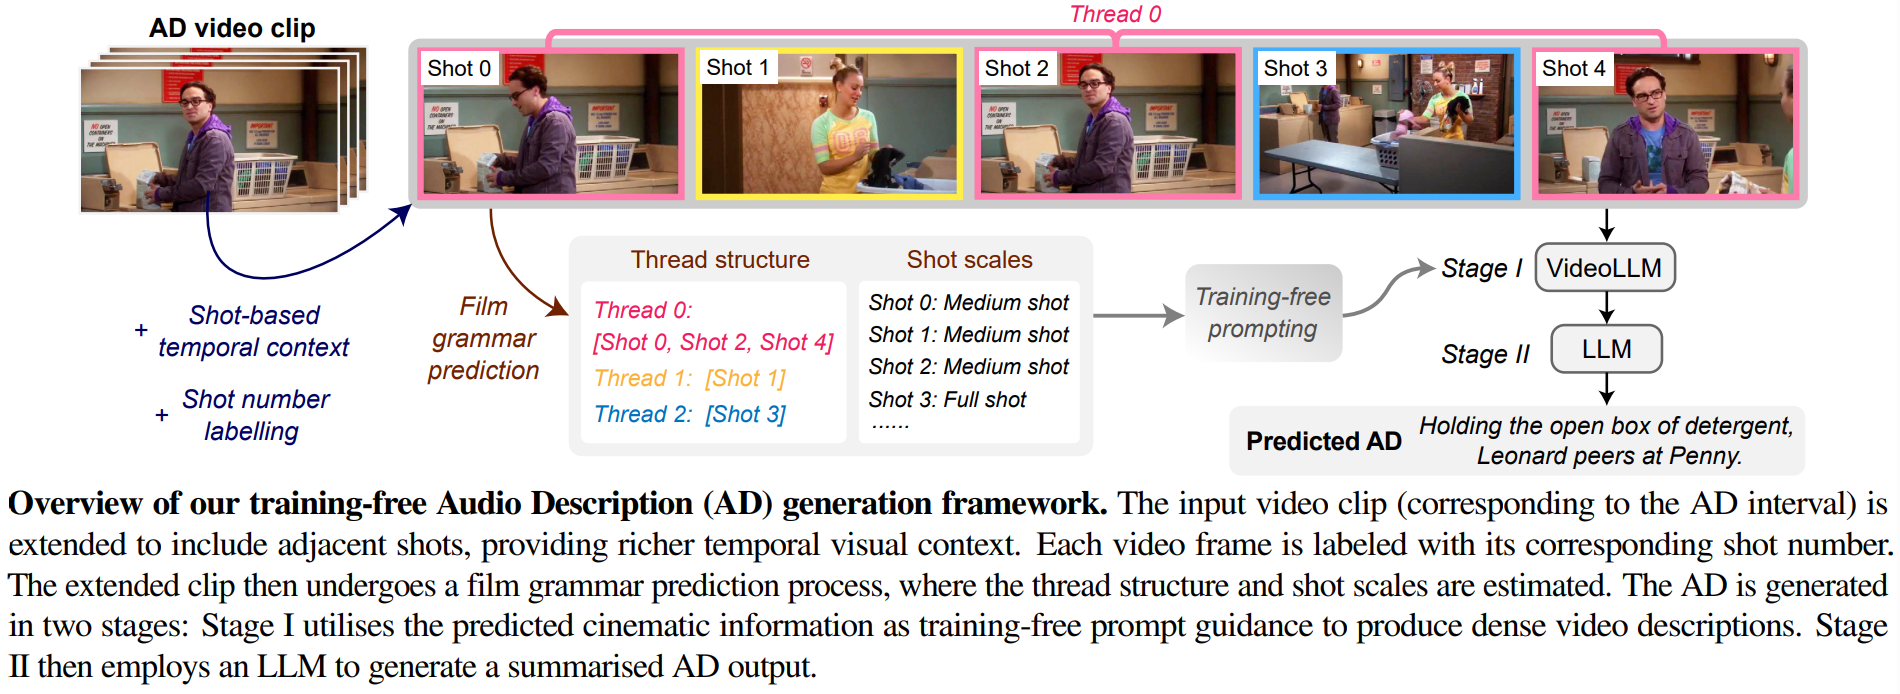 AD video clip
Thread 0
Shot 0
Shot 1
Shot 2
Shot 3
Shot 4
NO OPEN
CONTAINERS
ON
THE MACHINES
IMPORTANT
+ Shot-based
temporal context
+ Shot number
labelling
Film
grammar
prediction
Thread structure
Thread 0:
[Shot 0, Shot 2, Shot 4]
Thread 1: [Shot 1]
Thread 2: [Shot 3]
Shot scales
Shot 0: Medium shot
Shot 1: Medium shot
Shot 2: Medium shot
Shot 3: Full shot
......
Training-free
prompting
Stage I
VideoLLM
Stage II
LLM
Predicted AD
Holding the open box of detergent,
Leonard peers at Penny.
Overview of our training-free Audio Description (AD) generation framework. The input video clip (corresponding to the AD interval) is
extended to include adjacent shots, providing richer temporal visual context. Each video frame is labeled with its corresponding shot number.
The extended clip then undergoes a film grammar prediction process, where the thread structure and shot scales are estimated. The AD is generated
in two stages: Stage I utilises the predicted cinematic information as training-free prompt guidance to produce dense video descriptions. Stage
II then employs an LLM to generate a summarised AD output.